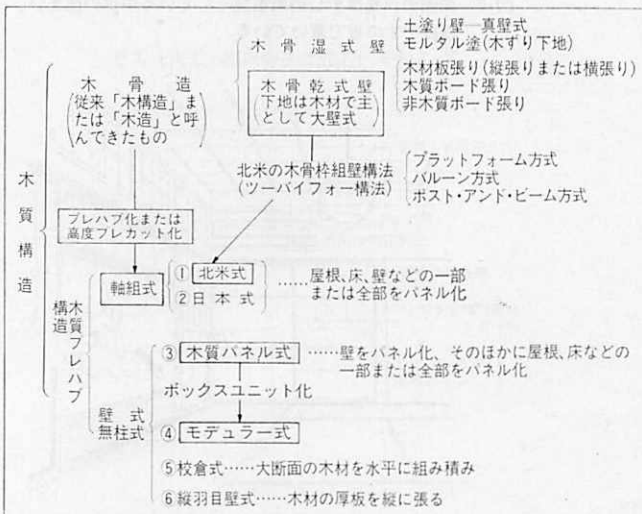 木骨湿式壁
土塗り壁―真壁式
モルタル塗(木ずり下地)
木骨造
(従来「木構造」ま
たは「木造」と呼
んできたもの)
木骨乾式壁
(下地は木材で主
として大壁式)
木材板張り(縦張りまたは横張り)
木質ボード張り
非木質ボード張り
北米の木骨枠組壁構法
(ツーバイフォー構法)
プラットフォーム方式
バルーン方式
ポスト・アンド・ビーム方式
木質構造
プレハブ化または
高度プレカット化
木質プレハブ
構造
軸組式
①北米式
②日本式
……屋根、床、壁などの一部
または全部をパネル化
壁式
無柱式
③木質パネル式……壁をパネル化、そのほかに屋根、床などの
一部または全部をパネル化
ボックスユニット化
④モデュラー式
⑤校倉式……大断面の木材を水平に組み積み
⑥縦羽目壁式……木材の厚板を縦に張る